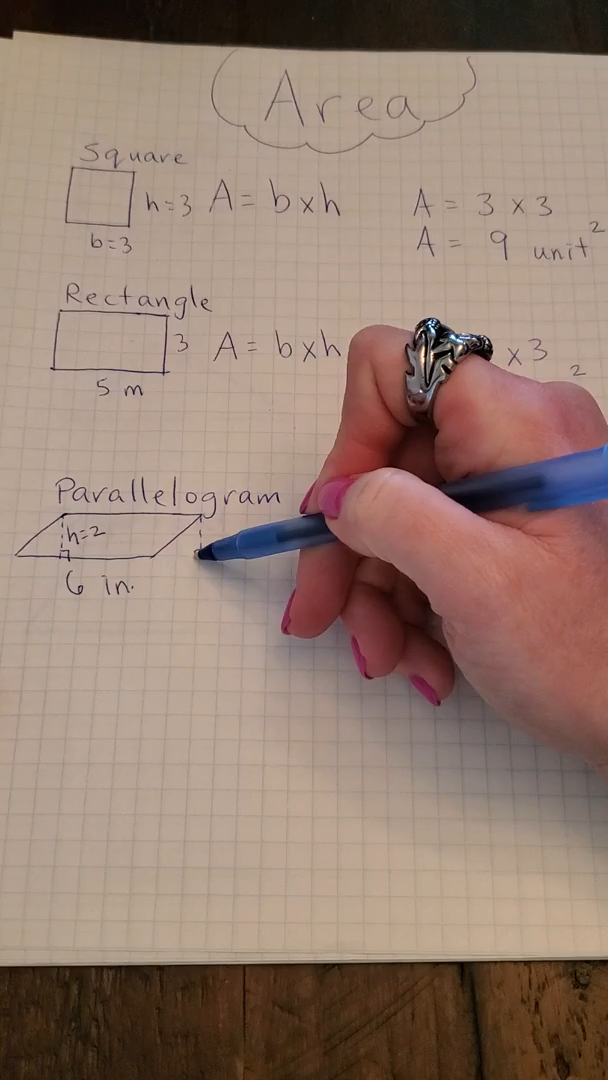 Area
Square
h=3 A = b x h A = 3 x 3
b=3 A = 9 unit²
Rectangle
3 A = b x h x 3
2
5 m
Parallelogram
h=2
6 in.